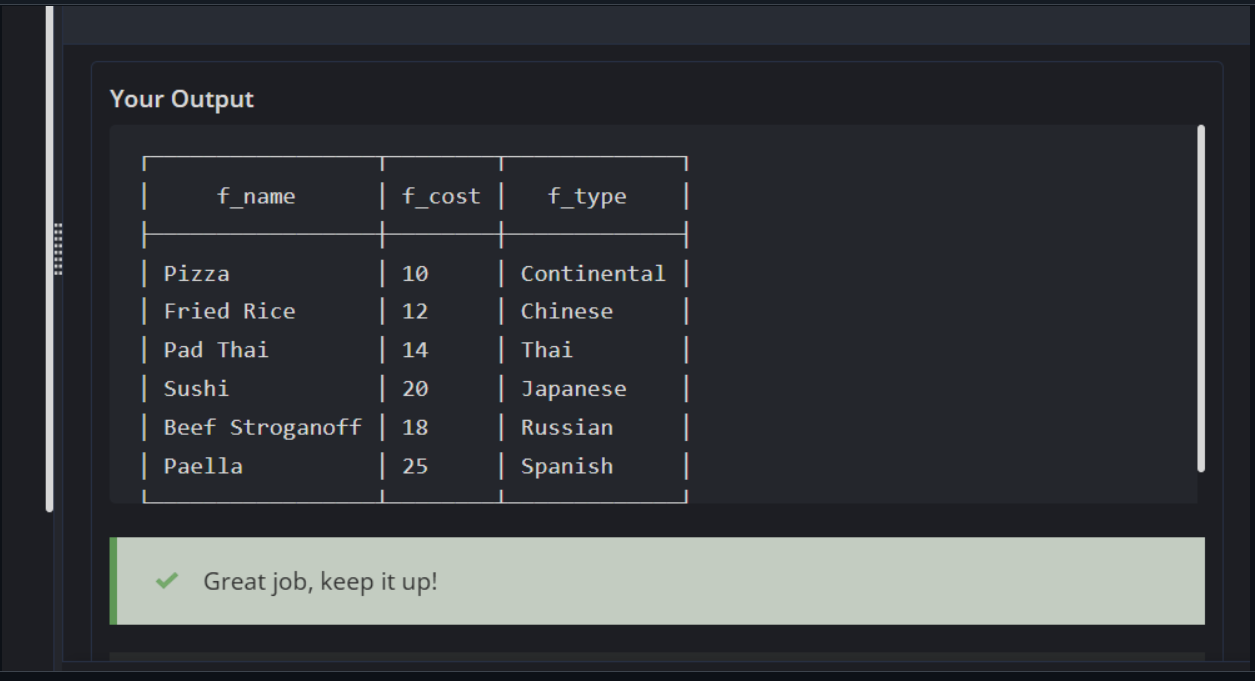 Your Output
f_name f_cost f_type
Pizza 10 Continental
Fried Rice 12 Chinese
Pad Thai 14 Thai
Sushi 20 Japanese
Beef Stroganoff 18 Russian
Paella 25 Spanish
Great job, keep it up!